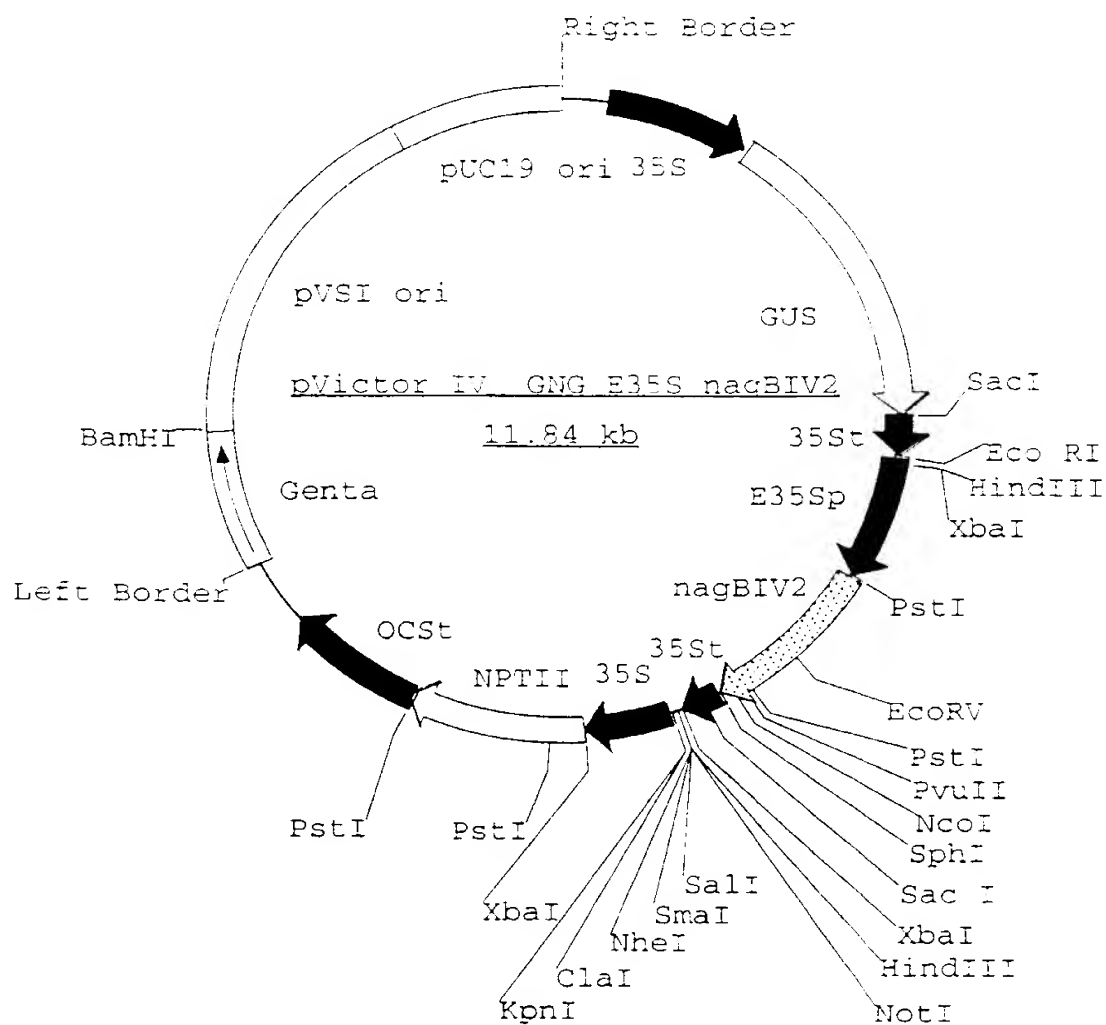 Right Border
pUC19 ori 35S
pVSI ori
GUS
pVictor IV GNG E35S nagBIV2
11.84 kb
SacI
BamHI
35St
Eco RI
Genta
E35Sp
HindIII
XbaI
Left Border
nagBIV2
PstI
OCSt
35St
NPTII
35S
EcoRV
PstI
PvuII
PstI
PstI
NcoI
SphI
SalI
Sac I
XbaI
SmaI
NheI
XbaI
ClaI
HindIII
KpnI
NotI